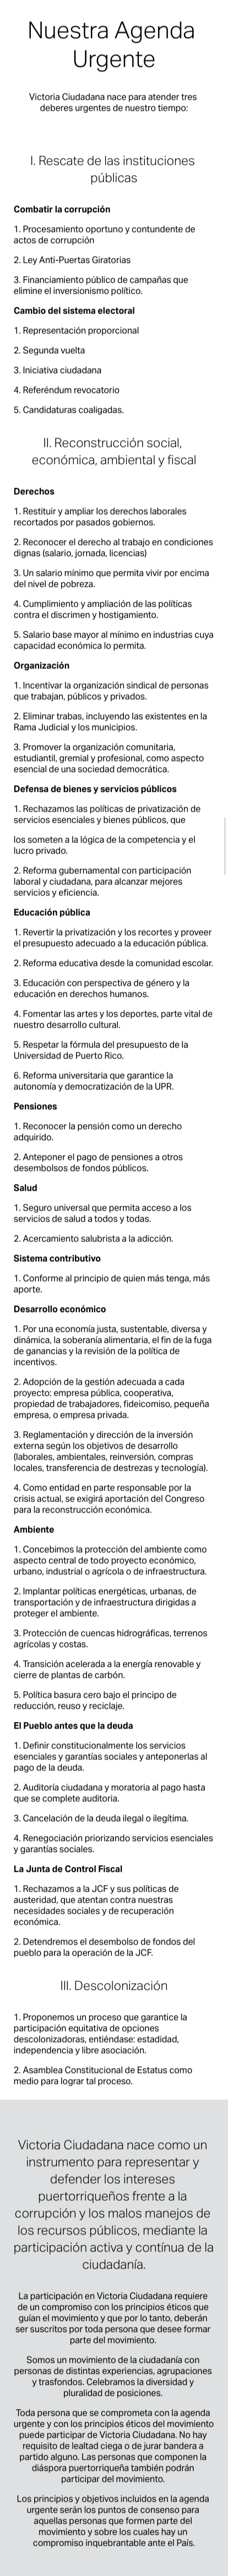 Nuestra Agenda
Urgente
Victoria Ciudadana nace para atender tres
deberes urgentes de nuestro tiempo:
I. Rescate de las instituciones
públicas
Combatir la corrupción
1. Procesamiento oportuno y contundente de
actos de corrupción
2. Ley Anti-Puertas Giratorias
3. Financiamiento público de campañas que
elimine el inversionismo político.
Cambio del sistema electoral
1. Representación proporcional
2. Segunda vuelta
3. Iniciativa ciudadana
4. Referéndum revocatorio
5. Candidaturas coaligadas.
II. Reconstrucción social,
económica, ambiental y fiscal
Derechos
1. Restituir y ampliar los derechos laborales
recortados por pasados gobiernos.
2. Reconocer el derecho al trabajo en condiciones
dignas (salario, jornada, licencias)
3. Un salario mínimo que permita vivir por encima
del nivel de pobreza.
4. Cumplimiento y ampliación de las políticas
contra el discrimen y hostigamiento.
5. Salario base mayor al mínimo en industrias cuya
capacidad económica lo permita.
Organización
1. Incentivar la organización sindical de personas
que trabajan, públicos y privados.
2. Eliminar trabas, incluyendo las existentes en la
Rama Judicial y los municipios.
3. Promover la organización comunitaria,
estudiantil, gremial y profesional, como aspecto
esencial de una sociedad democrática.
Defensa de bienes y servicios públicos
1. Rechazamos las políticas de privatización de
servicios esenciales y bienes públicos, que
los someten a la lógica de la competencia y el
lucro privado.
2. Reforma gubernamental con participación
laboral y ciudadana, para alcanzar mejores
servicios y eficiencia.
Educación pública
1. Revertir la privatización y los recortes y proveer
el presupuesto adecuado a la educación pública.
2. Reforma educativa desde la comunidad escolar.
3. Educación con perspectiva de género y la
educación en derechos humanos.
4. Fomentar las artes y los deportes, parte vital de
nuestro desarrollo cultural.
5. Respetar la fórmula del presupuesto de la
Universidad de Puerto Rico.
6. Reforma universitaria que garantice la
autonomía y democratización de la UPR.
Pensiones
1. Reconocer la pensión como un derecho
adquirido.
2. Anteponer el pago de pensiones a otros
desembolsos de fondos públicos.
Salud
1. Seguro universal que permita acceso a los
servicios de salud a todos y todas.
2. Acercamiento salubrista a la adicción.
Sistema contributivo
1. Conforme al principio de quien más tenga, más
aporte.
Desarrollo económico
1. Por una economía justa, sustentable, diversa y
dinámica, la soberanía alimentaria, el fin de la fuga
de ganancias y la revisión de la política de
incentivos.
2. Adopción de la gestión adecuada a cada
proyecto: empresa pública, cooperativa,
propiedad de trabajadores, fideicomiso, pequeña
empresa, o empresa privada.
3. Reglamentación y dirección de la inversión
externa según los objetivos de desarrollo
(laborales, ambientales, reinversión, compras
locales, transferencia de destrezas y tecnología).
4. Como entidad en parte responsable por la
crisis actual, se exigirá aportación del Congreso
para la reconstrucción económica.
Ambiente
1. Concebimos la protección del ambiente como
aspecto central de todo proyecto económico,
urbano, industrial o agrícola o de infraestructura.
2. Implantar políticas energéticas, urbanas, de
transportación y de infraestructura dirigidas a
proteger el ambiente.
3. Protección de cuencas hidrográficas, terrenos
agrícolas y costas.
4. Transición acelerada a la energía renovable y
cierre de plantas de carbón.
5. Política basura cero bajo el principio de
reducción, reuso y reciclaje.
El Pueblo antes que la deuda
1. Definir constitucionalmente los servicios
esenciales y garantías sociales y anteponerlas al
pago de la deuda.
2. Auditoría ciudadana y moratoria al pago hasta
que se complete auditoria.
3. Cancelación de la deuda ilegal o ilegítima.
4. Renegociación priorizando servicios esenciales
y garantías sociales.
La Junta de Control Fiscal
1. Rechazamos a la JCF y sus políticas de
austeridad, que atentan contra nuestras
necesidades sociales y de recuperación
económica.
2. Detendremos el desembolso de fondos del
pueblo para la operación de la JCF.
III. Descolonización
1. Proponemos un proceso que garantice la
participación equitativa de opciones
descolonizadoras, entiéndase: estadidad,
independencia y libre asociación.
2. Asamblea Constitucional de Estatus como
medio para lograr tal proceso.
Victoria Ciudadana nace como un
instrumento para representar y
defender los intereses
puertorriqueños frente a la
corrupción y los malos manejos de
los recursos públicos, mediante la
participación activa y contínua de la
ciudadanía.
La participación en Victoria Ciudadana requiere
de un compromiso con los principios éticos que
guían el movimiento y que por lo tanto, deberán
ser suscritos por toda persona que desee formar
parte del movimiento.
Somos un movimiento de la ciudadanía con
personas de distintas experiencias, agrupaciones
y trasfondos. Celebramos la diversidad y
pluralidad de posiciones.
Toda persona que se comprometa con la agenda
urgente y con los principios éticos del movimiento
puede participar de Victoria Ciudadana. No hay
requisito de lealtad ciega o de jurar bandera a
partido alguno. Las personas que componen la
diáspora puertorriqueña también podrán
participar del movimiento.
Los principios y objetivos incluidos en la agenda
urgente serán los puntos de consenso para
aquellas personas que formen parte del
movimiento y sobre los cuales hay un
compromiso inquebrantable ante el País.